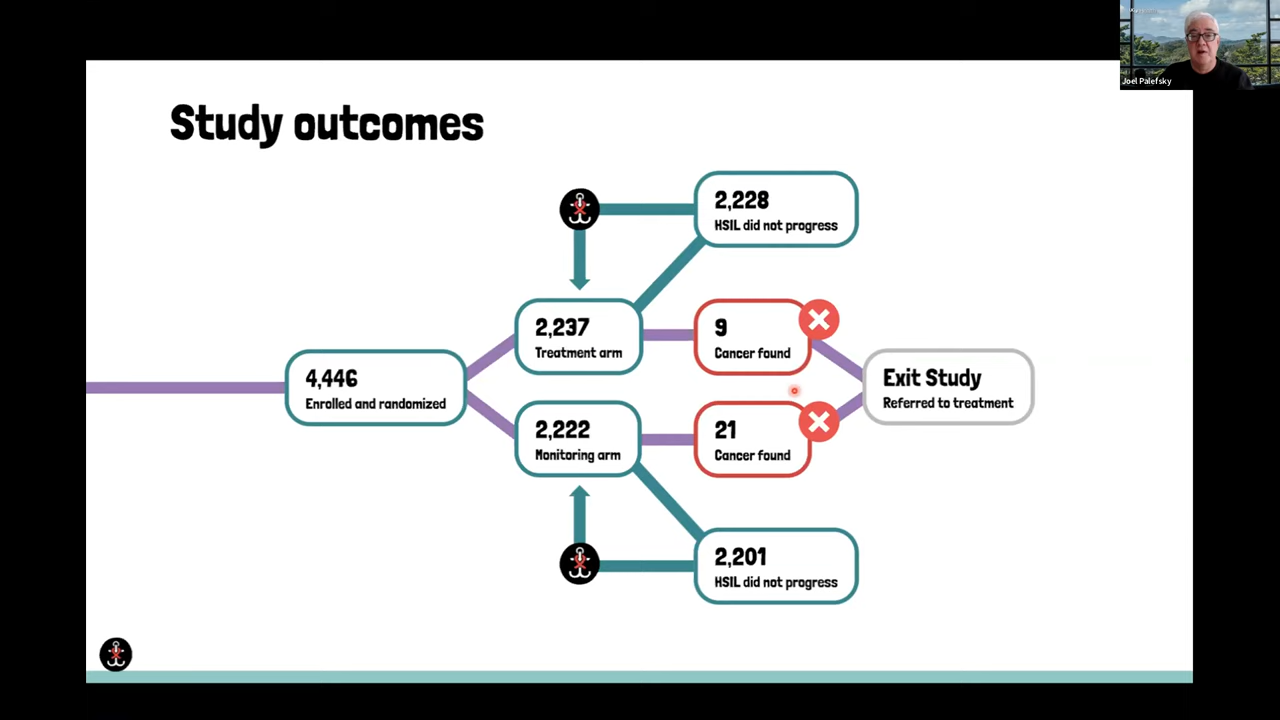 Joel Palefsky
Study outcomes
2,228
HSIL did not progress
2,237
Treatment arm
9
Cancer found
4,446
Enrolled and randomized
Exit Study
Referred to treatment
2,222
Monitoring arm
21
Cancer found
2,201
HSIL did not progress